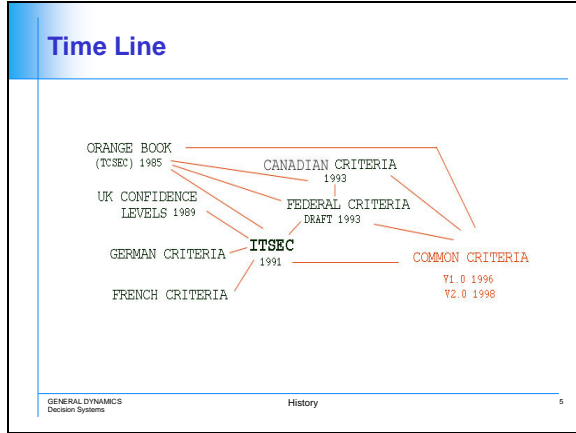 Time Line
ORANGE BOOK
(TCSEC) 1985
CANADIAN CRITERIA
1993
UK CONFIDENCE
LEVELS 1989
FEDERAL CRITERIA
DRAFT 1993
GERMAN CRITERIA
ITSEC
1991
COMMON CRITERIA
V1.0 1996
V2.0 1998
FRENCH CRITERIA
GENERAL DYNAMICS
Decision Systems
History
5